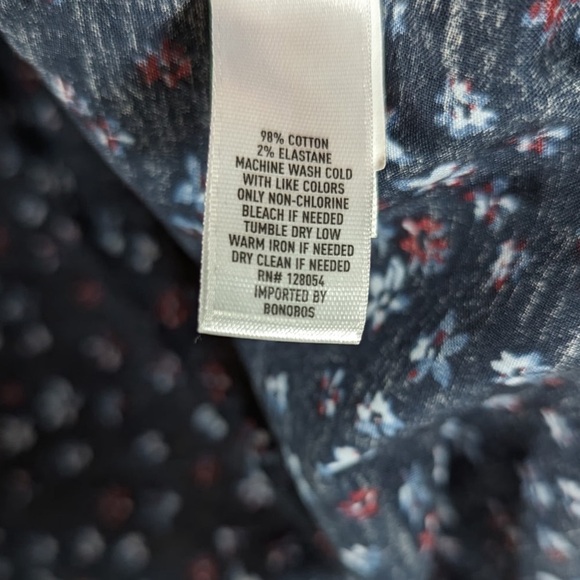 98% COTTON
2% ELASTANE
MACHINE WASH COLD
WITH LIKE COLORS
ONLY NON-CHLORINE
BLEACH IF NEEDED
TUMBLE DRY LOW
WARM IRON IF NEEDED
DRY CLEAN IF NEEDED
RN# 128054
IMPORTED BY
BONOBOS